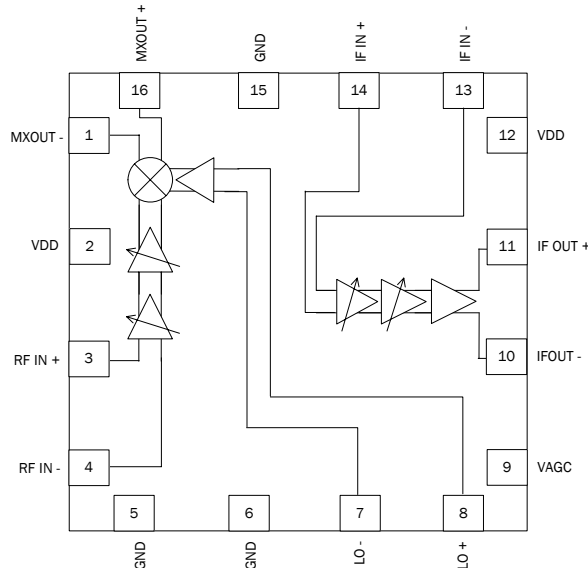 MXOUT +
GND
IF IN +
IF IN -
16
15
14
13
MXOUT -
1
12
VDD
VDD
2
11
IF OUT +
RF IN +
3
10
IFOUT -
RF IN -
4
9
VAGC
5
6
7
8
GND
GND
LO -
LO +